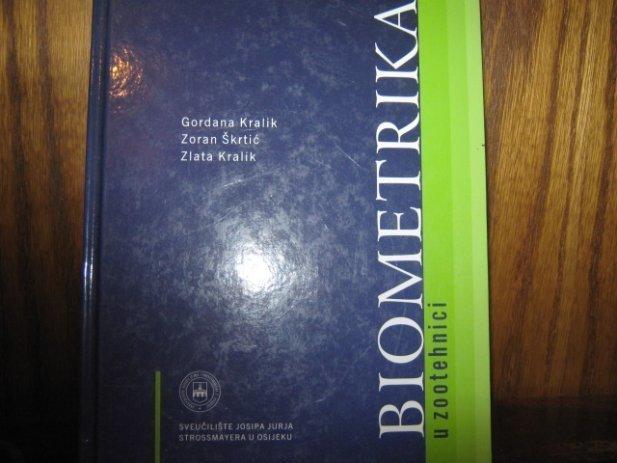 Gordana Kralik
Zoran Škrtić
Zlata Kralik
BIOMETRIKA
u zootehnici
SVEUČILIŠTE JOSIPA JURJA
STROSSMAYERA U OSIJEKU